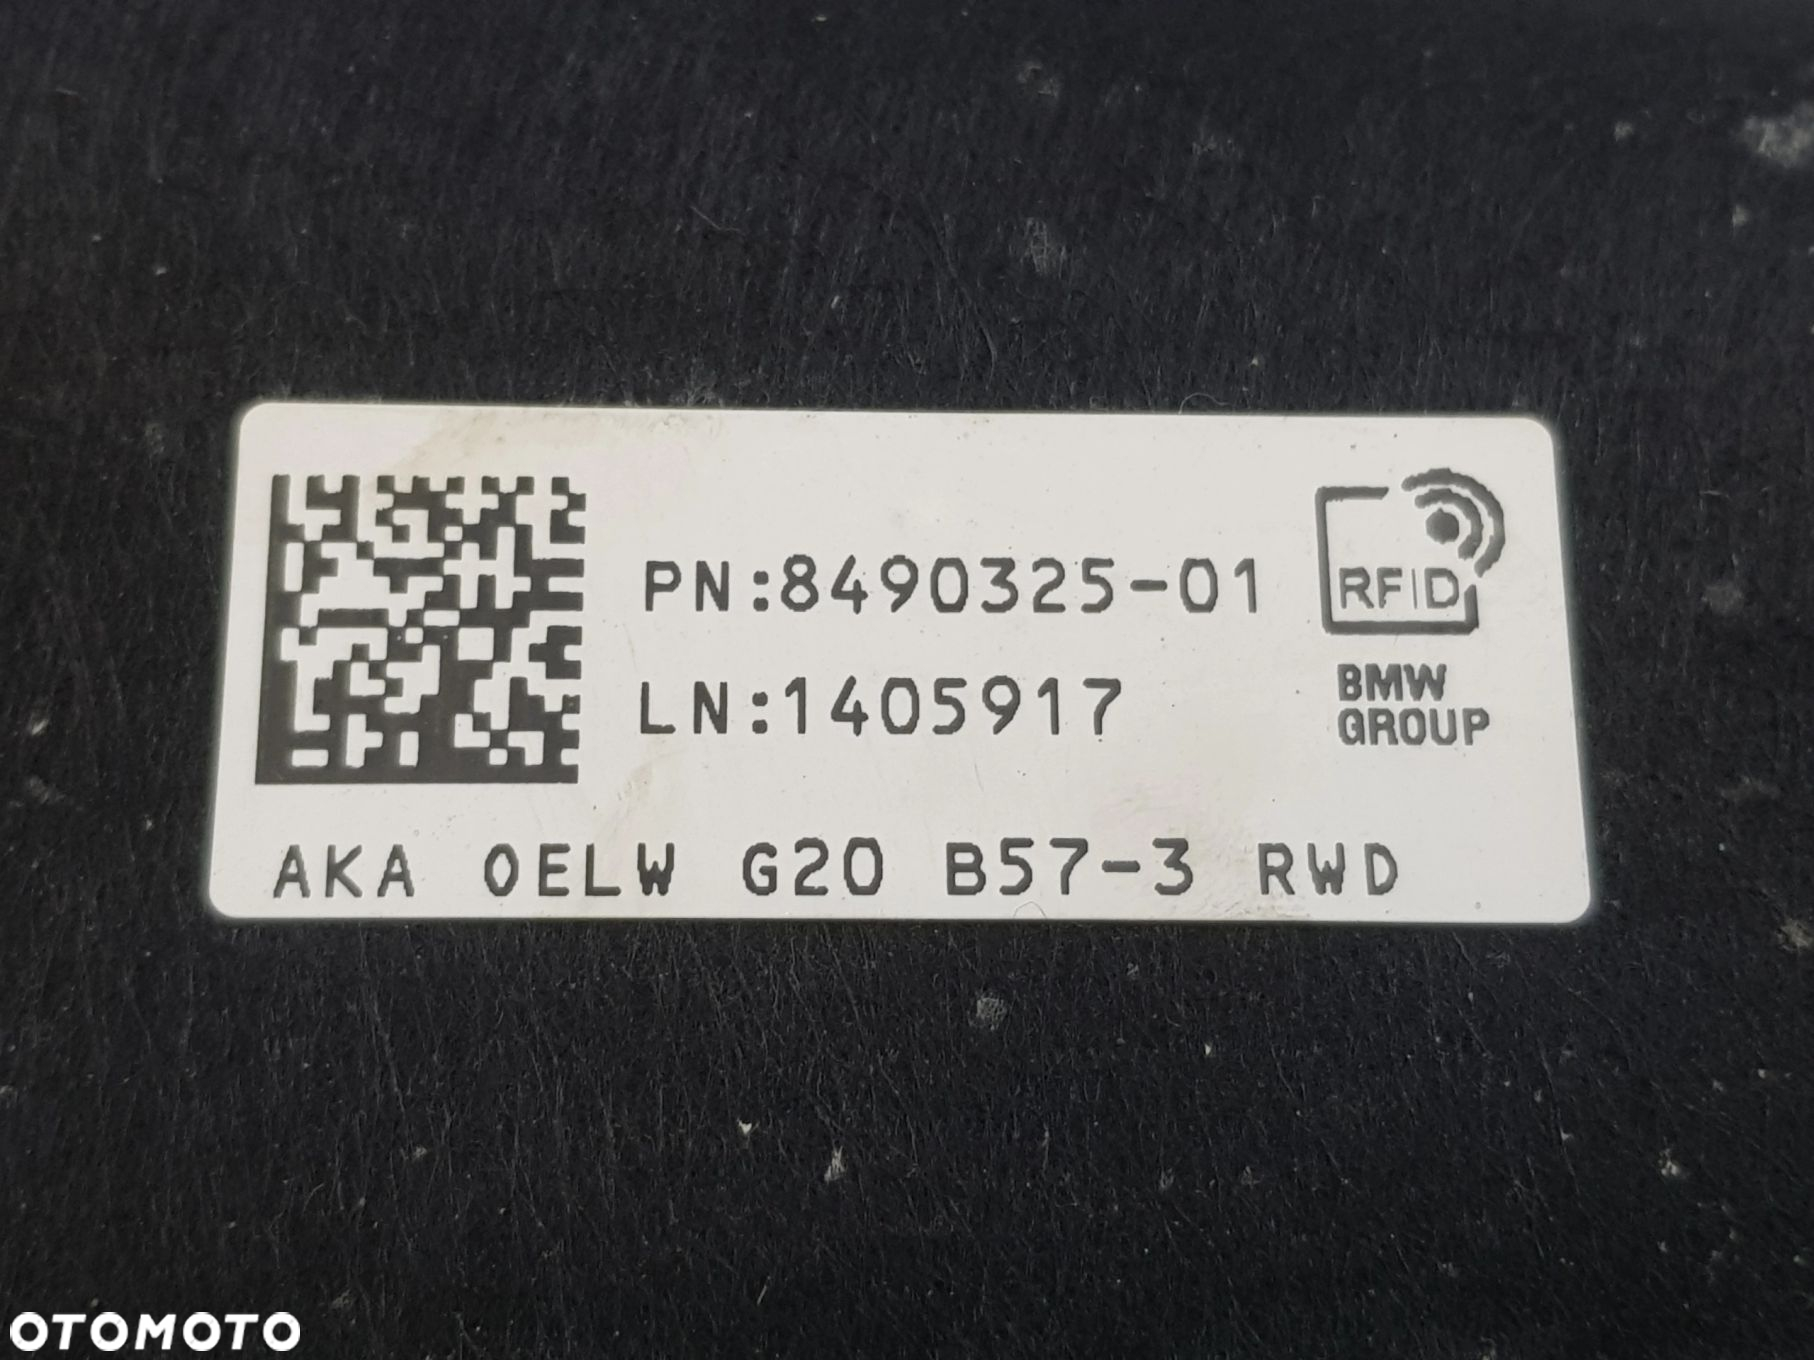 PN:8490325-01
RFID
LN:1405917
BMW
GROUP
AKA OELW G20 B57-3 RWD
OTOMOTO